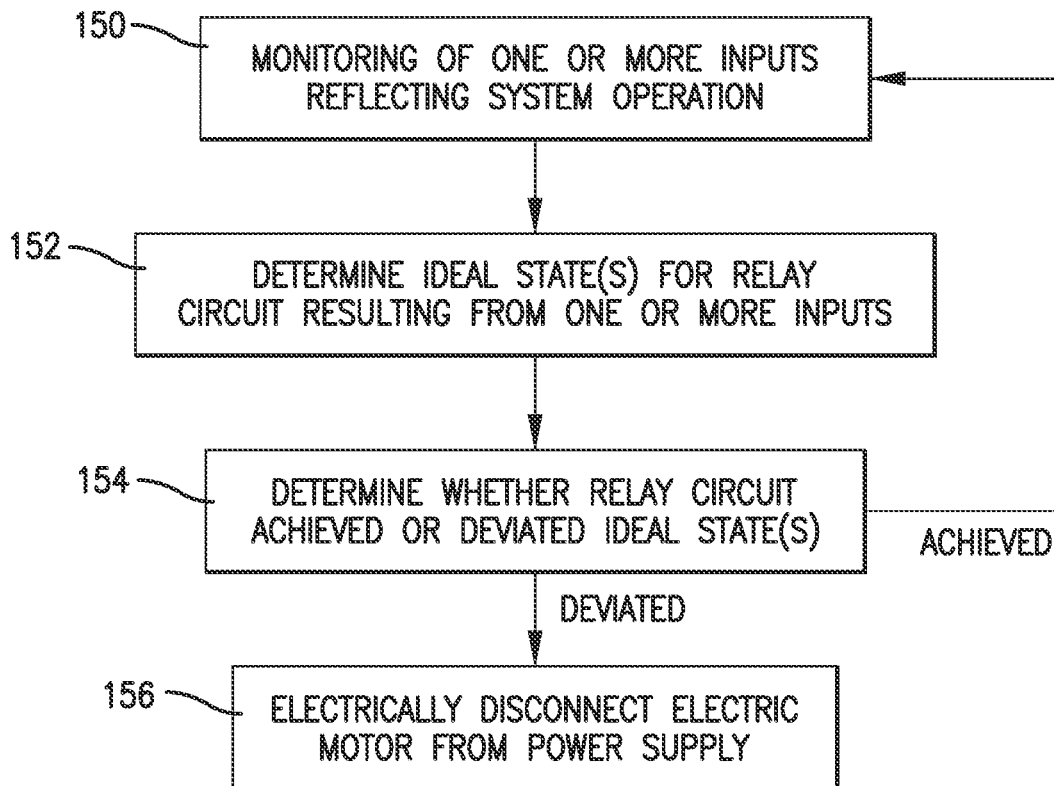 150
MONITORING OF ONE OR MORE INPUTS
REFLECTING SYSTEM OPERATION
152
DETERMINE IDEAL STATE(S) FOR RELAY
CIRCUIT RESULTING FROM ONE OR MORE INPUTS
154
DETERMINE WHETHER RELAY CIRCUIT
ACHIEVED OR DEVIATED IDEAL STATE(S)
ACHIEVED
DEVIATED
156
ELECTRICALLY DISCONNECT ELECTRIC
MOTOR FROM POWER SUPPLY